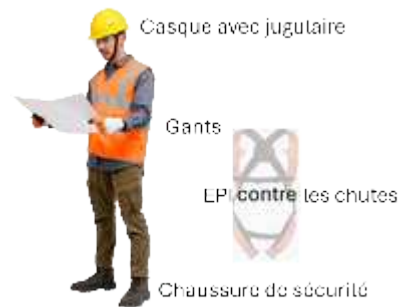 Casque avec jugulaire
Gants
EPI contre les chutes
Chaussure de sécurité